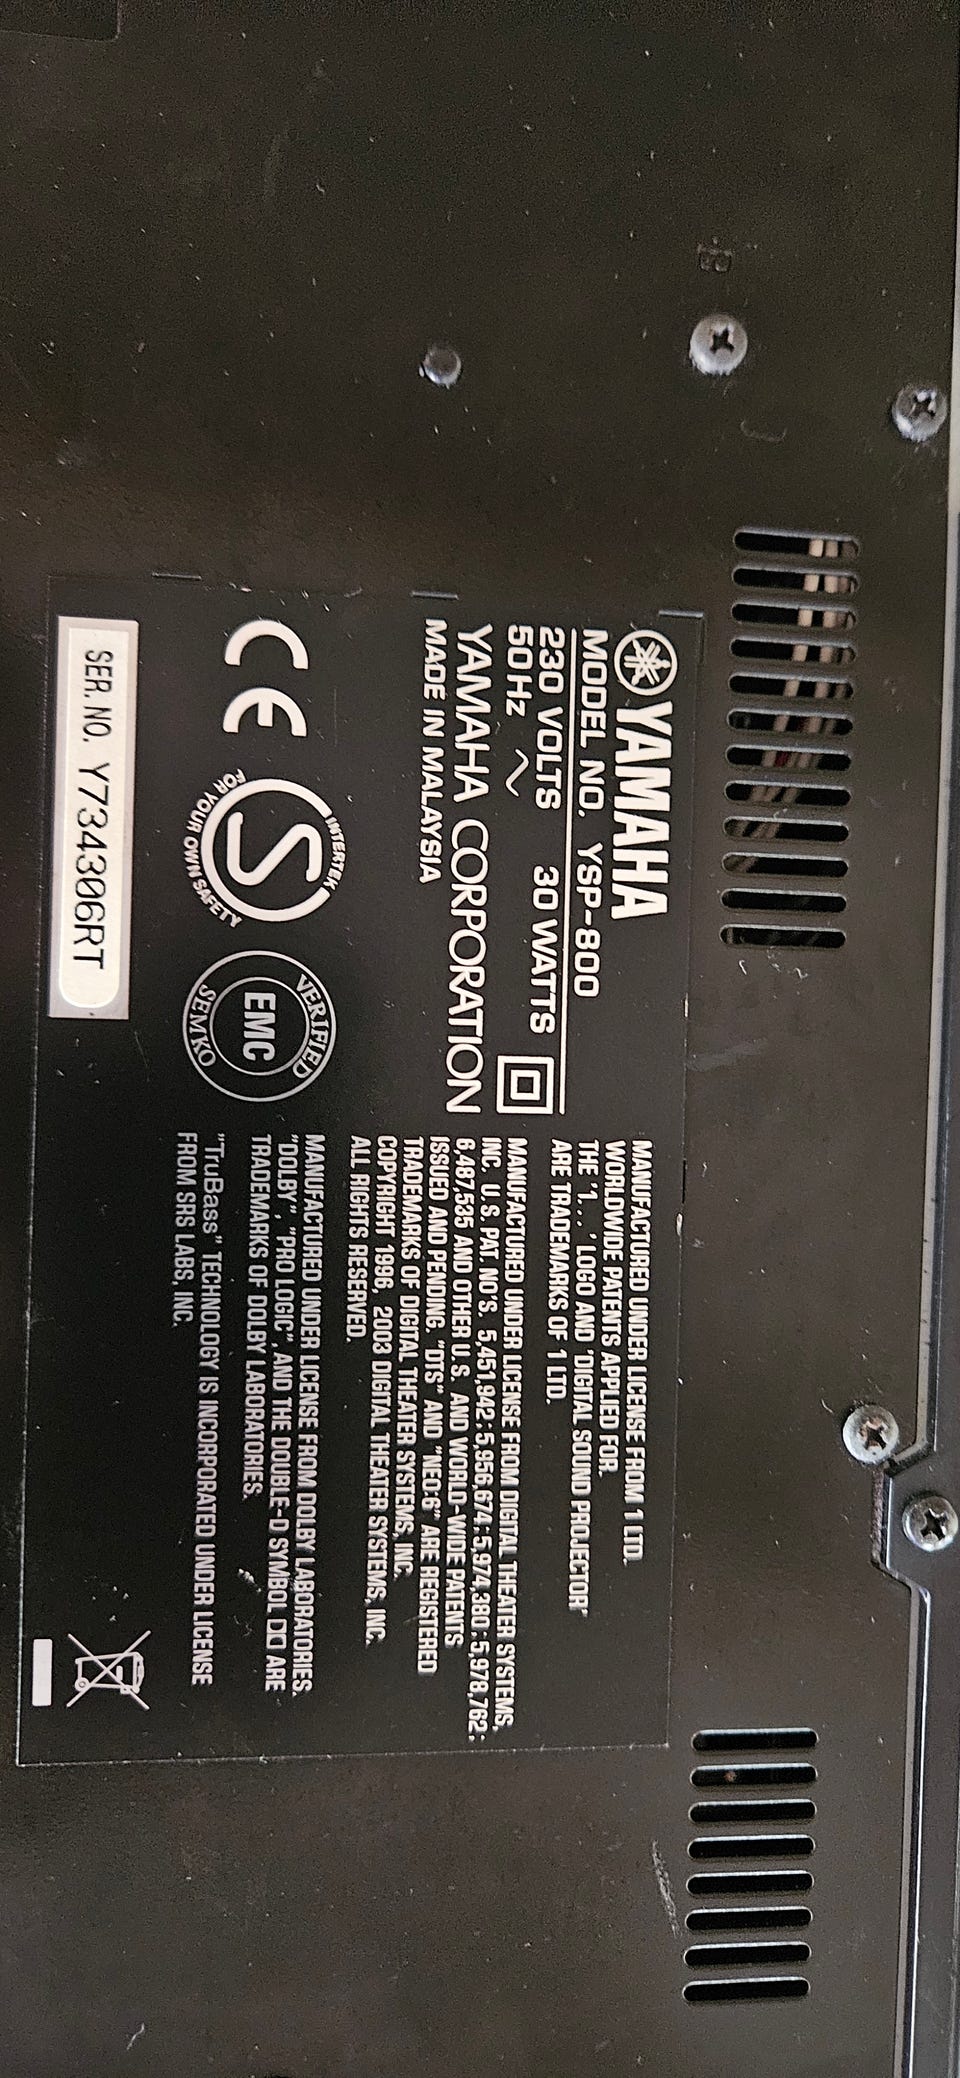 YAMAHA
MODEL NO. YSP-800
230 VOLTS 30 WATTS
50 Hz ~
YAMAHA CORPORATION
MADE IN MALAYSIA
CE
INTERTEK
S
FOR YOUR OWN SAFETY
VERIFIED
EMC
SEMKO
SER. NO. Y734306RT
MANUFACTURED UNDER LICENSE FROM 1 LTD.
WORLDWIDE PATENTS APPLIED FOR.
THE '1...' LOGO AND 'DIGITAL SOUND PROJECTOR'
ARE TRADEMARKS OF 1 LTD.
MANUFACTURED UNDER LICENSE FROM DIGITAL THEATER SYSTEMS,
INC. U.S. PAT. NO'S. 5,451,942; 5,956,674; 5,974,380; 5,978,762;
6,487,535 AND OTHER U.S. AND WORLD-WIDE PATENTS
ISSUED AND PENDING. "DTS" AND "NEO:6" ARE REGISTERED
TRADEMARKS OF DIGITAL THEATER SYSTEMS, INC.
COPYRIGHT 1996, 2003 DIGITAL THEATER SYSTEMS, INC.
ALL RIGHTS RESERVED.
MANUFACTURED UNDER LICENSE FROM DOLBY LABORATORIES.
"DOLBY", "PRO LOGIC", AND THE DOUBLE-D SYMBOL ARE
TRADEMARKS OF DOLBY LABORATORIES.
"TruBass" TECHNOLOGY IS INCORPORATED UNDER LICENSE
FROM SRS LABS, INC.
B